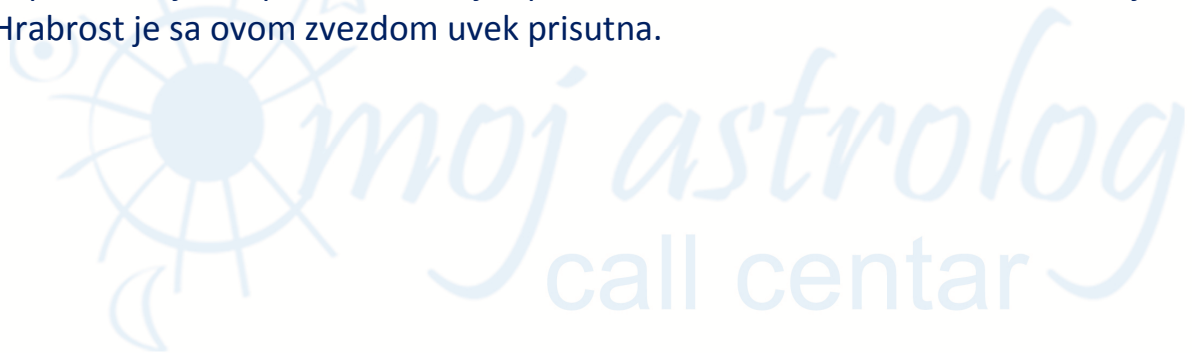 Hrabrost je sa ovom zvezdom uvek prisutna.
moj astrolog
call centar